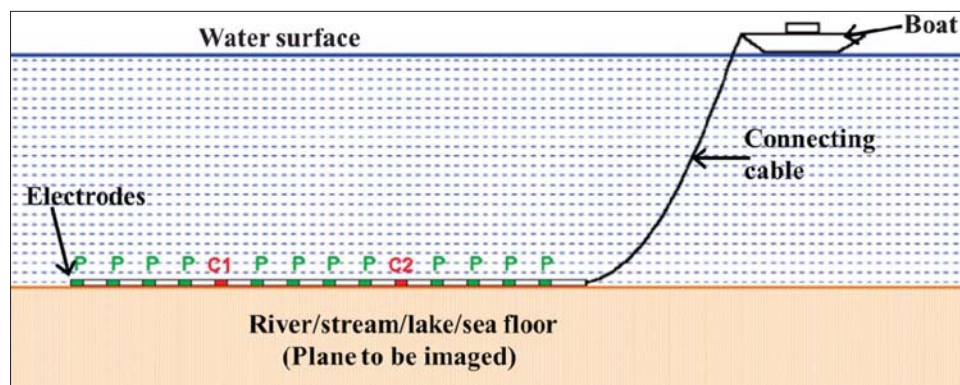 Water surface
Boat
Connecting
cable
Electrodes
P P P P C1 P P P P C2 P P P P
River/stream/lake/sea floor
(Plane to be imaged)